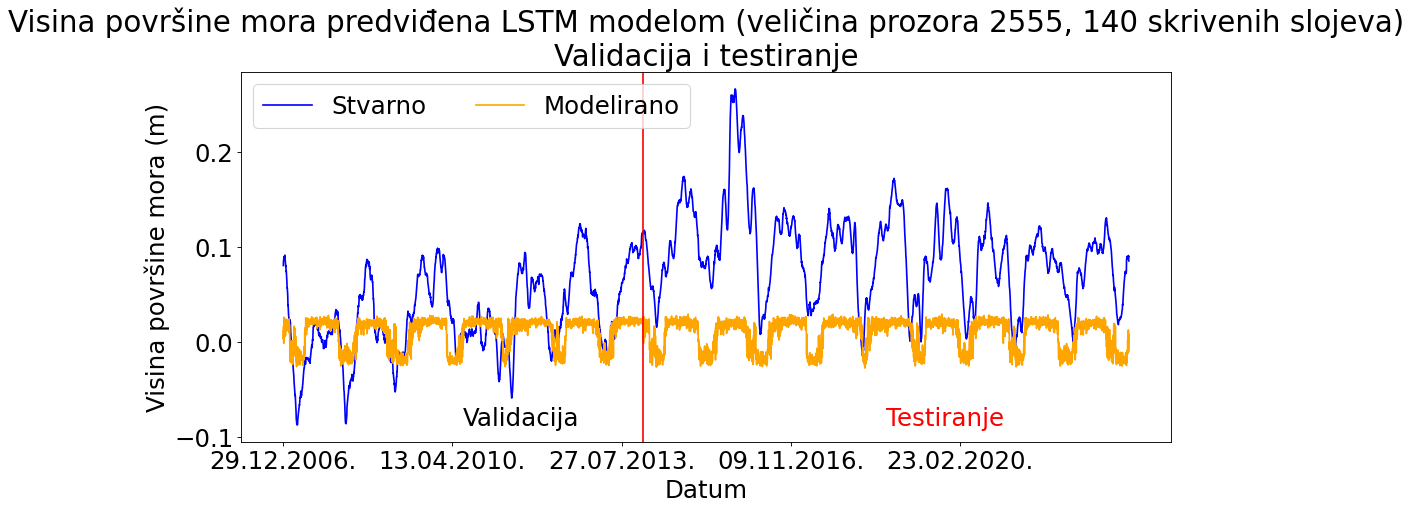 Visina površine mora predviđena LSTM modelom (veličina prozora 2555, 140 skrivenih slojeva)
Validacija i testiranje
Stvarno
Modelirano
Visina površine mora (m)
0.2
0.1
0.0
−0.1
Validacija
Testiranje
29.12.2006.
13.04.2010.
27.07.2013.
09.11.2016.
23.02.2020.
Datum